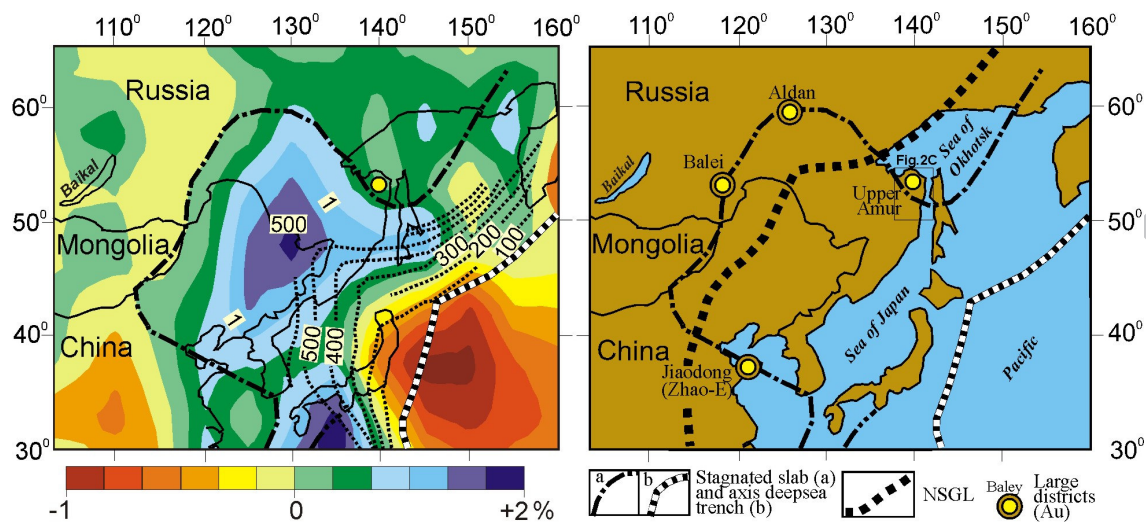 110⁰ 120⁰ 130⁰ 140⁰ 150⁰ 160⁰
60⁰
50⁰
40⁰
30⁰
Russia
Baikal
Mongolia
China
500
1
1
300
200
100
500
400
-1 0 +2 %
110⁰ 120⁰ 130⁰ 140⁰ 150⁰ 160⁰
60⁰
50⁰
40⁰
30⁰
Russia
Aldan
Balei
Baikal
Fig.2C
Sea of
Okhotsk
Upper
Amur
Mongolia
China
Sea of Japan
Jiaodong
(Zhao-E)
Pacific
a
b
Stagnated slab (a)
and axis deepsea
trench (b)
NSGL
Baley
Large
districts
(Au)